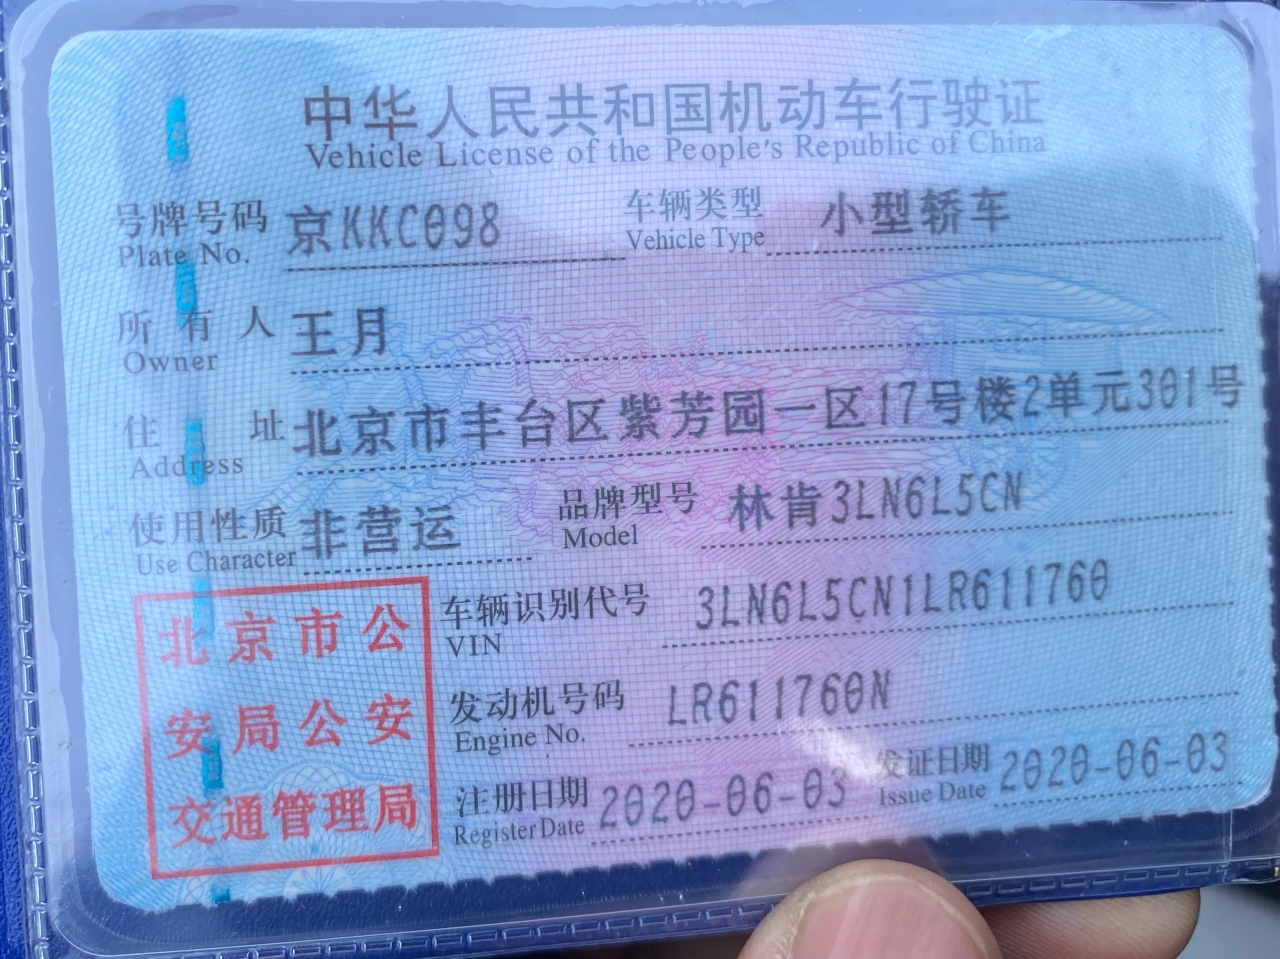 中华人民共和国机动车行驶证
Vehicle License of the People's Republic of China
号牌号码 京KKC098 车辆类型 小型轿车
Plate No. Vehicle Type
所有人 王月
Owner
住址 北京市丰台区紫芳园一区17号楼2单元301号
Address
使用性质 非营运 品牌型号 林肯3LN6L5CN
Use Character Model
北京市公
安局公安
交通管理局
车辆识别代号 3LN6L5CN1LR611760
VIN
发动机号码 LR611760N
Engine No.
注册日期 2020-06-03 发证日期 2020-06-03
Register Date Issue Date